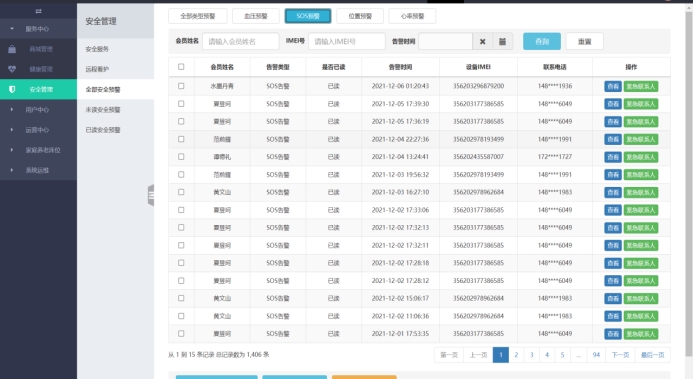 服务中心
商城管理
健康管理
安全管理
用户中心
运营中心
家庭养老床位
系统运维
安全管理
安全服务
远程看护
全部安全预警
未读安全预警
已读安全预警
全部类型预警 血压预警 SOS预警 位置预警 心率预警
会员姓名 请输入会员姓名 IMEI号 请输入IMEI号 告警时间 查询 重置
会员姓名 告警类型 是否已读 告警时间 设备IMEI 联系电话 操作
水墨丹青 SOS告警 已读 2021-12-06 01:20:43 356203296879200 148****1936 查看 紧急联系人
夏昱珂 SOS告警 已读 2021-12-05 17:39:30 356203177386585 148****6049 查看 紧急联系人
夏昱珂 SOS告警 已读 2021-12-05 17:36:19 356203177386585 148****6049 查看 紧急联系人
范前疆 SOS告警 已读 2021-12-04 22:27:36 356202978193499 148****1991 查看 紧急联系人
谭德礼 SOS告警 已读 2021-12-04 13:24:41 356202435587007 172****1727 查看 紧急联系人
范前疆 SOS告警 已读 2021-12-03 19:56:32 356202978193499 148****1991 查看 紧急联系人
黄文山 SOS告警 已读 2021-12-03 16:27:10 356202978962684 148****1983 查看 紧急联系人
夏昱珂 SOS告警 已读 2021-12-02 17:33:06 356203177386585 148****6049 查看 紧急联系人
夏昱珂 SOS告警 已读 2021-12-02 17:32:13 356203177386585 148****6049 查看 紧急联系人
夏昱珂 SOS告警 已读 2021-12-02 17:32:11 356203177386585 148****6049 查看 紧急联系人
夏昱珂 SOS告警 已读 2021-12-02 17:28:18 356203177386585 148****6049 查看 紧急联系人
夏昱珂 SOS告警 已读 2021-12-02 17:28:12 356203177386585 148****6049 查看 紧急联系人
黄文山 SOS告警 已读 2021-12-02 15:06:17 356202978962684 148****1983 查看 紧急联系人
黄文山 SOS告警 已读 2021-12-02 11:06:36 356202978962684 148****1983 查看 紧急联系人
夏昱珂 SOS告警 已读 2021-12-01 17:53:35 356203177386585 148****6049 查看 紧急联系人
从 1 到 15 条记录 总记录数为 1,406 条 第一页 上一页 1 2 3 4 5 ... 94 下一页 最后一页